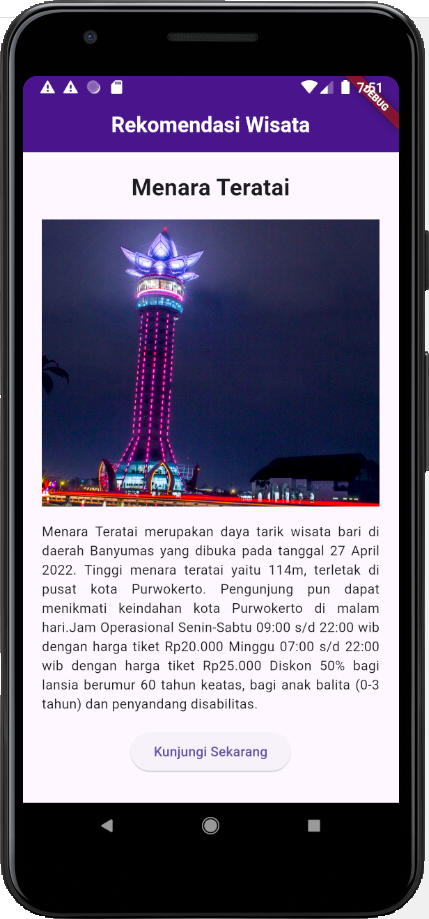 7:51
DEBUG
Rekomendasi Wisata
Menara Teratai
Menara Teratai merupakan daya tarik wisata bari di
daerah Banyumas yang dibuka pada tanggal 27 April
2022. Tinggi menara teratai yaitu 114m, terletak di
pusat kota Purwokerto. Pengunjung pun dapat
menikmati keindahan kota Purwokerto di malam
hari.Jam Operasional Senin-Sabtu 09:00 s/d 22:00 wib
dengan harga tiket Rp20.000 Minggu 07:00 s/d 22:00
wib dengan harga tiket Rp25.000 Diskon 50% bagi
lansia berumur 60 tahun keatas, bagi anak balita (0-3
tahun) dan penyandang disabilitas.
Kunjungi Sekarang